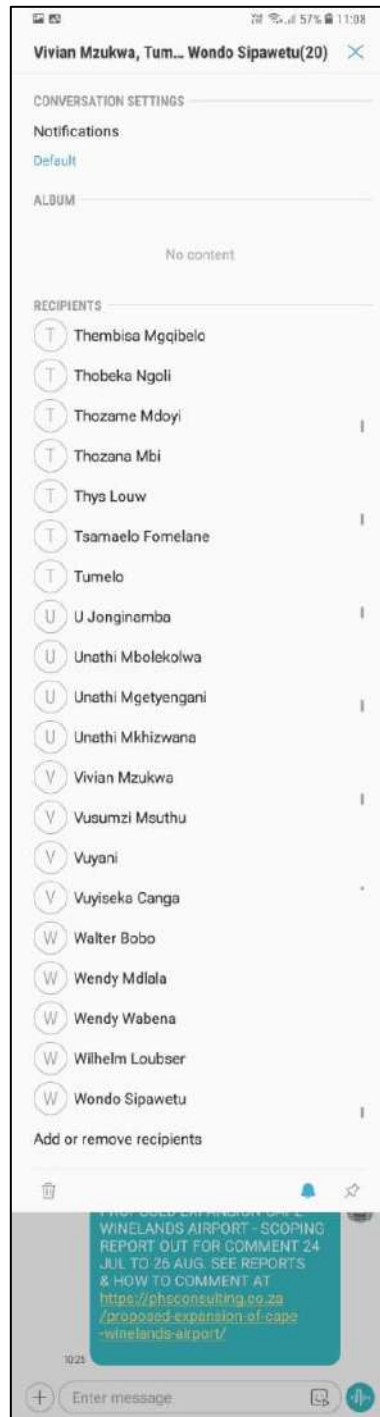 57% 11:08
Vivian Mzukwa, Tum... Wondo Sipawetu(20)
CONVERSATION SETTINGS
Notifications
Default
ALBUM
No content
RECIPIENTS
T Thembisa Mgqibelo
T Thobeka Ngoli
T Thozame Mdoyi
T Thozana Mbi
T Thys Louw
T Tsamaelo Fomelane
T Tumelo
U U Jonginamba
U Unathi Mbolekolwa
U Unathi Mgetyengani
U Unathi Mkhizwana
V Vivian Mzukwa
V Vusumzi Msuthu
V Vuyani
V Vuyiseka Canga
W Walter Bobo
W Wendy Mdlala
W Wendy Wabena
W Wilhelm Loubser
W Wondo Sipawetu
Add or remove recipients
PROPOSED EXPANSION CAPE
WINELANDS AIRPORT - SCOPING
REPORT OUT FOR COMMENT 24
JUL TO 26 AUG. SEE REPORTS
& HOW TO COMMENT AT
https://phsconsulting.co.za
/proposed-expansion-of-cape
-winelands-airport/
10:25
Enter message